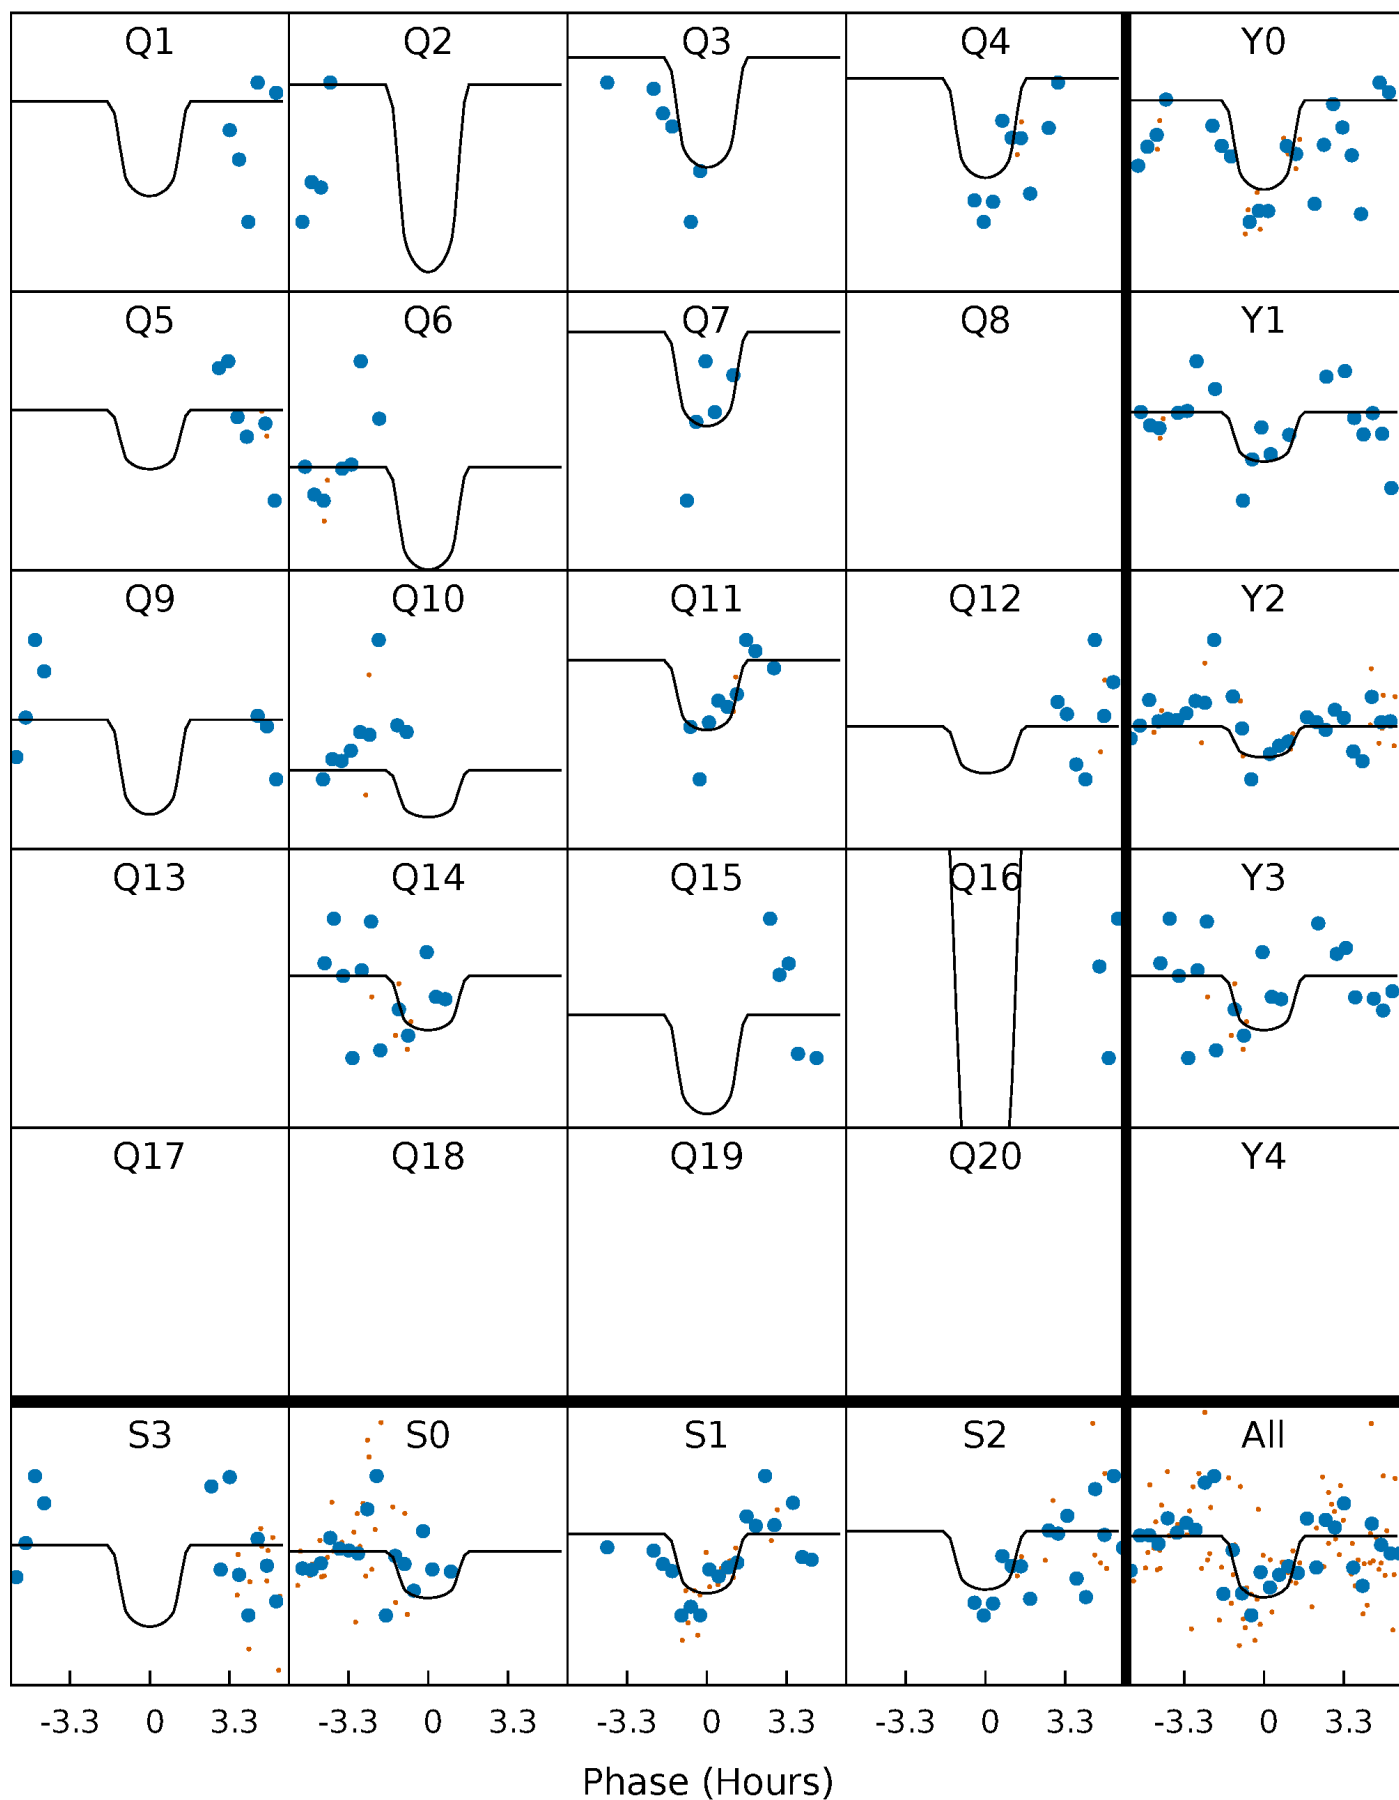 Q1 Q2 Q3 Q4 Y0
Q5 Q6 Q7 Q8 Y1
Q9 Q10 Q11 Q12 Y2
Q13 Q14 Q15 Q16 Y3
Q17 Q18 Q19 Q20 Y4
S3 S0 S1 S2 All
-3.3 0 3.3 -3.3 0 3.3 -3.3 0 3.3 -3.3 0 3.3 -3.3 0 3.3
Phase (Hours)